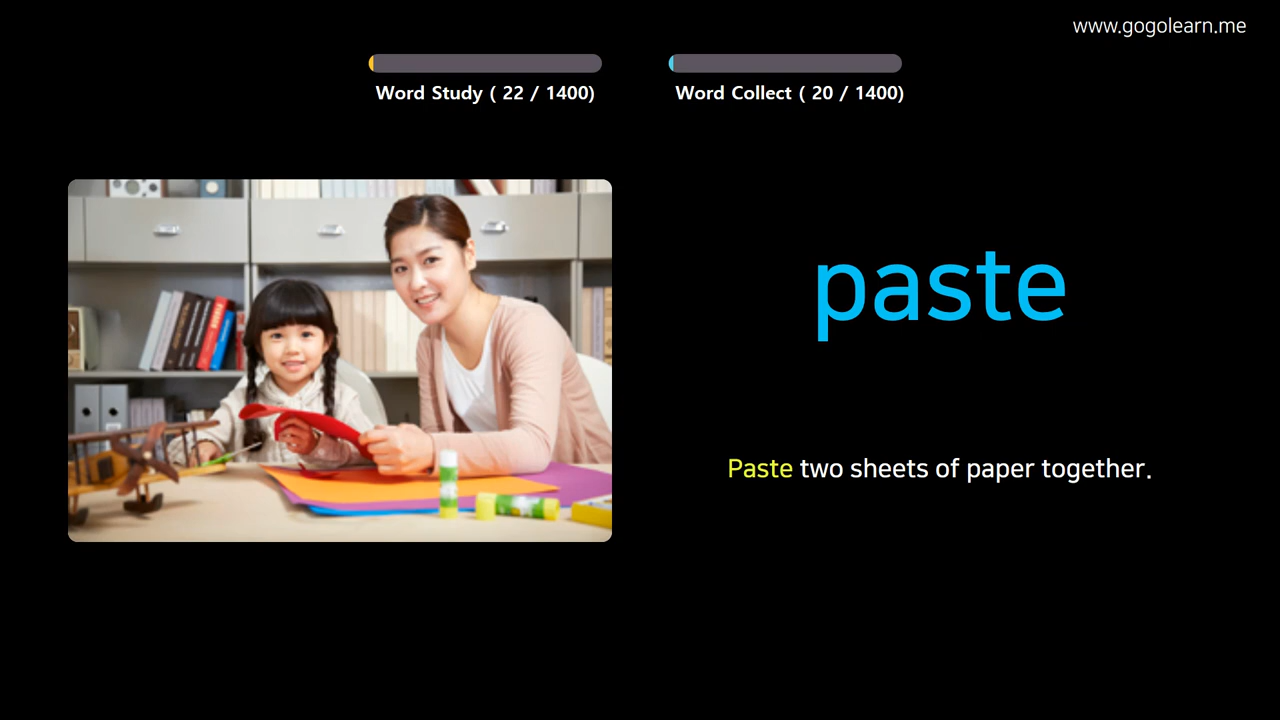 www.gogolearn.me
Word Study ( 22 / 1400)
Word Collect ( 20 / 1400)
paste
Paste two sheets of paper together.